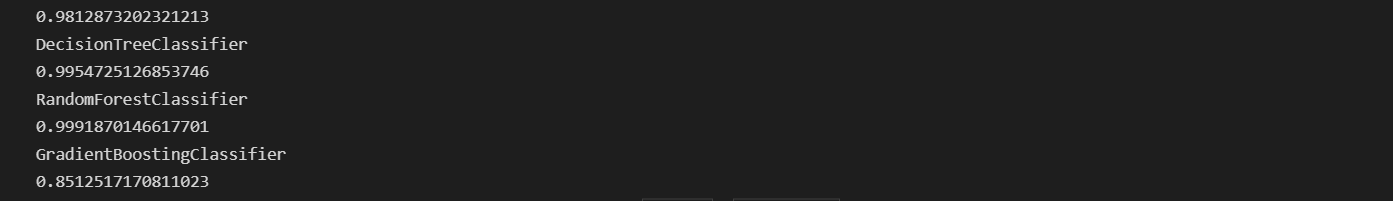 0.9812873202321213
DecisionTreeClassifier
0.9954725126853746
RandomForestClassifier
0.9991870146617701
GradientBoostingClassifier
0.8512517170811023